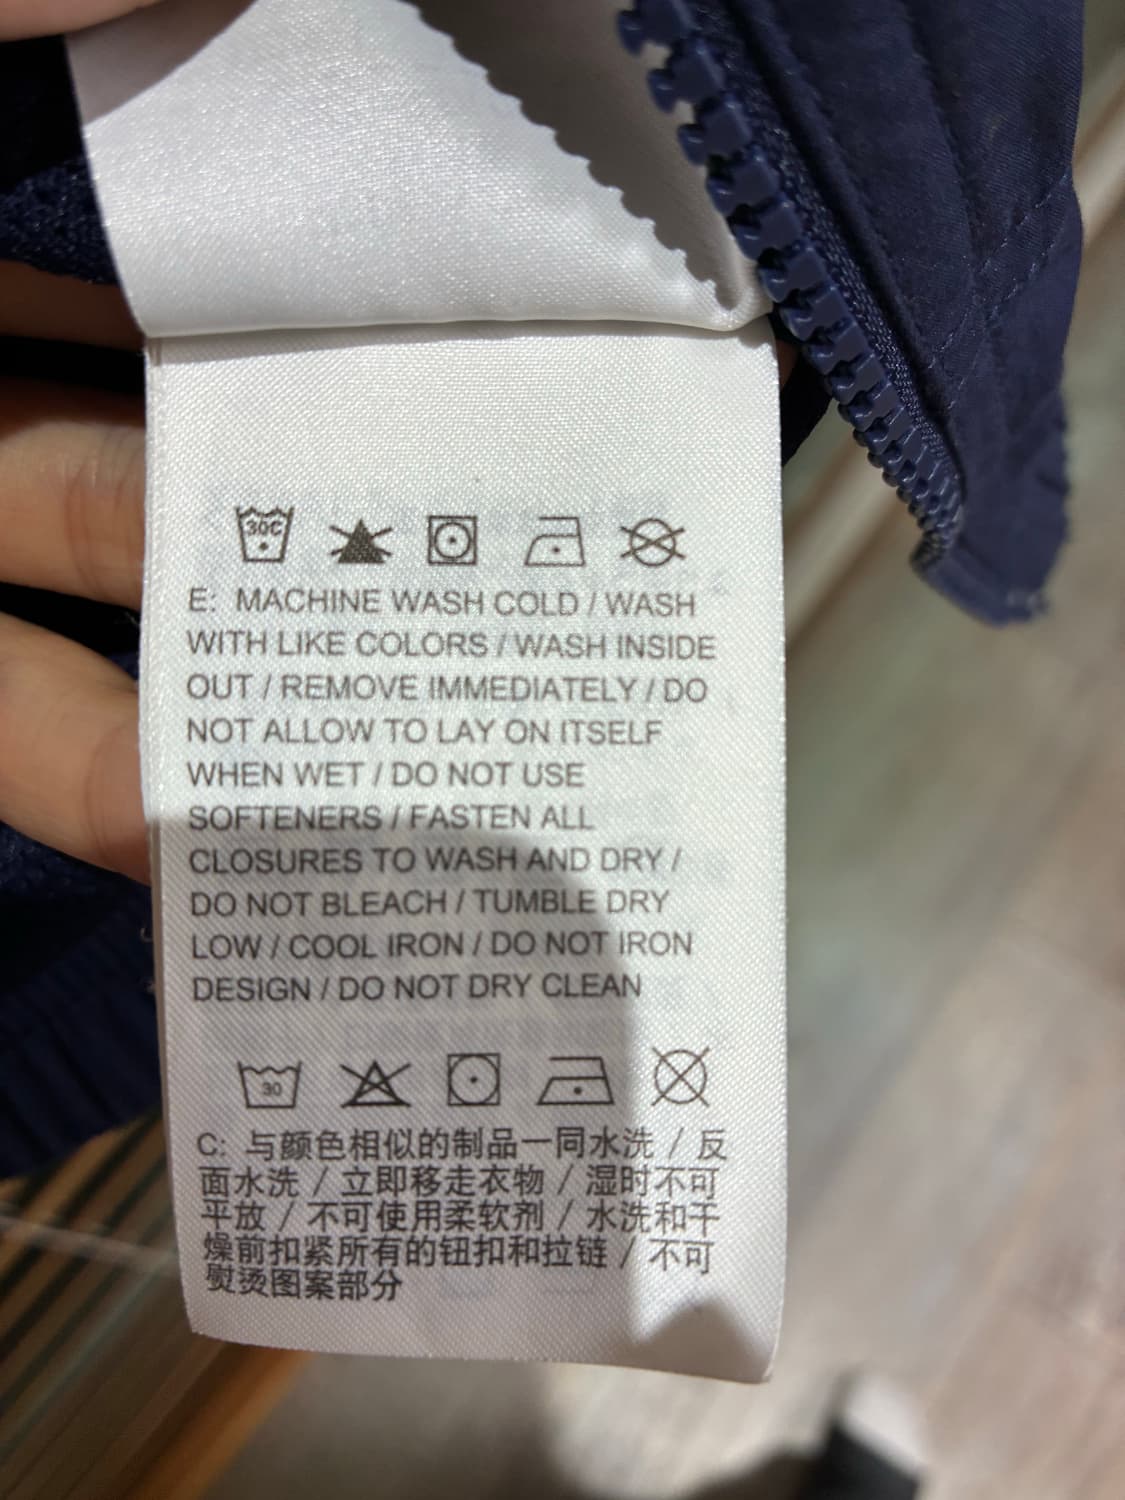 30C
E: MACHINE WASH COLD / WASH
WITH LIKE COLORS / WASH INSIDE
OUT / REMOVE IMMEDIATELY / DO
NOT ALLOW TO LAY ON ITSELF
WHEN WET / DO NOT USE
SOFTENERS / FASTEN ALL
CLOSURES TO WASH AND DRY /
DO NOT BLEACH / TUMBLE DRY
LOW / COOL IRON / DO NOT IRON
DESIGN / DO NOT DRY CLEAN
30
C: 与颜色相似的制品一同水洗 / 反
面水洗 / 立即移走衣物 / 湿时不可
平放 / 不可使用柔软剂 / 水洗和干
燥前扣紧所有的钮扣和拉链 / 不可
熨烫图案部分